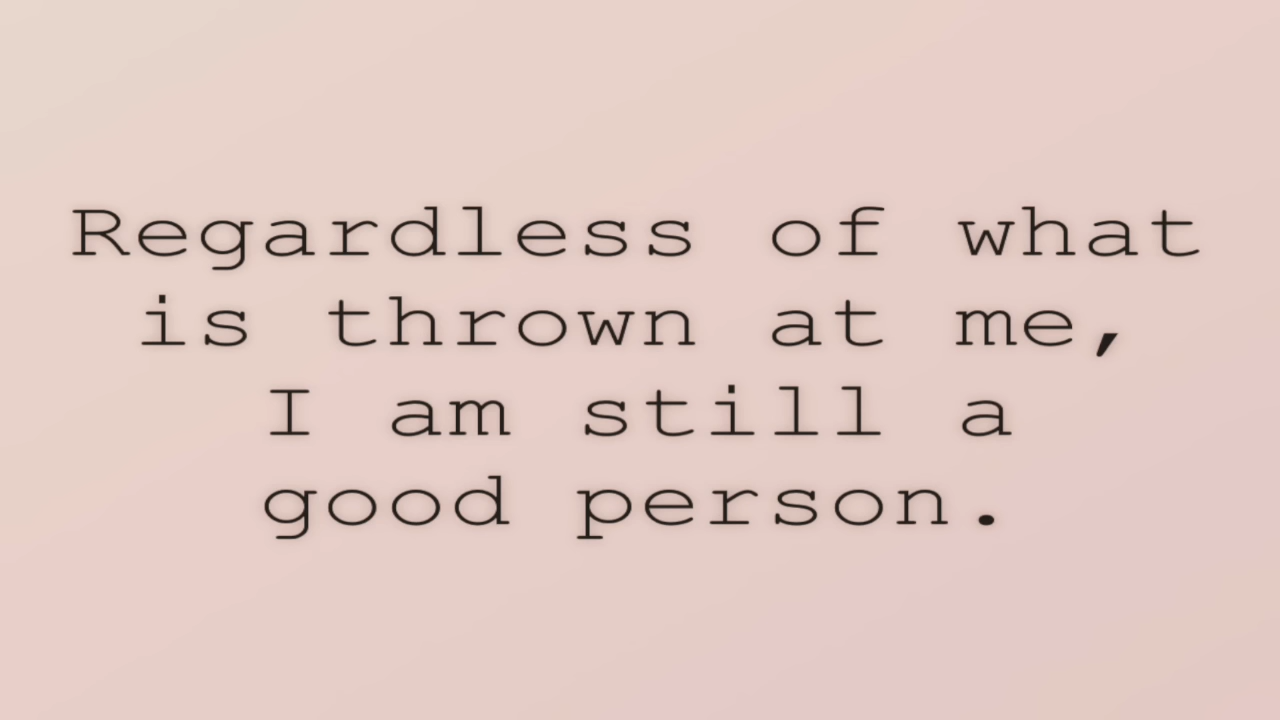 Regardless of what
is thrown at me,
I am still a
good person.